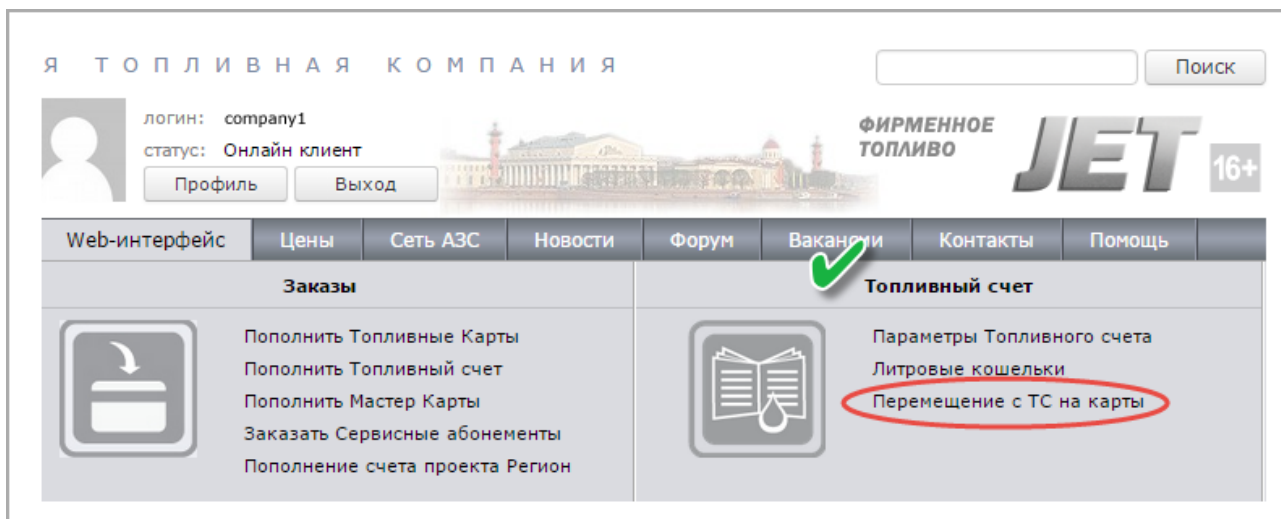 Я ТОПЛИВНАЯ КОМПАНИЯ
Поиск
логин: company1
статус: Онлайн клиент
Профиль Выход
ФИРМЕННОЕ
ТОПЛИВО
JET
16+
Web-интерфейс Цены Сеть АЗС Новости Форум Вакансии Контакты Помощь
Заказы
Пополнить Топливные Карты
Пополнить Топливный счет
Пополнить Мастер Карты
Заказать Сервисные абонементы
Пополнение счета проекта Регион
Топливный счет
Параметры Топливного счета
Литровые кошельки
Перемещение с ТС на карты